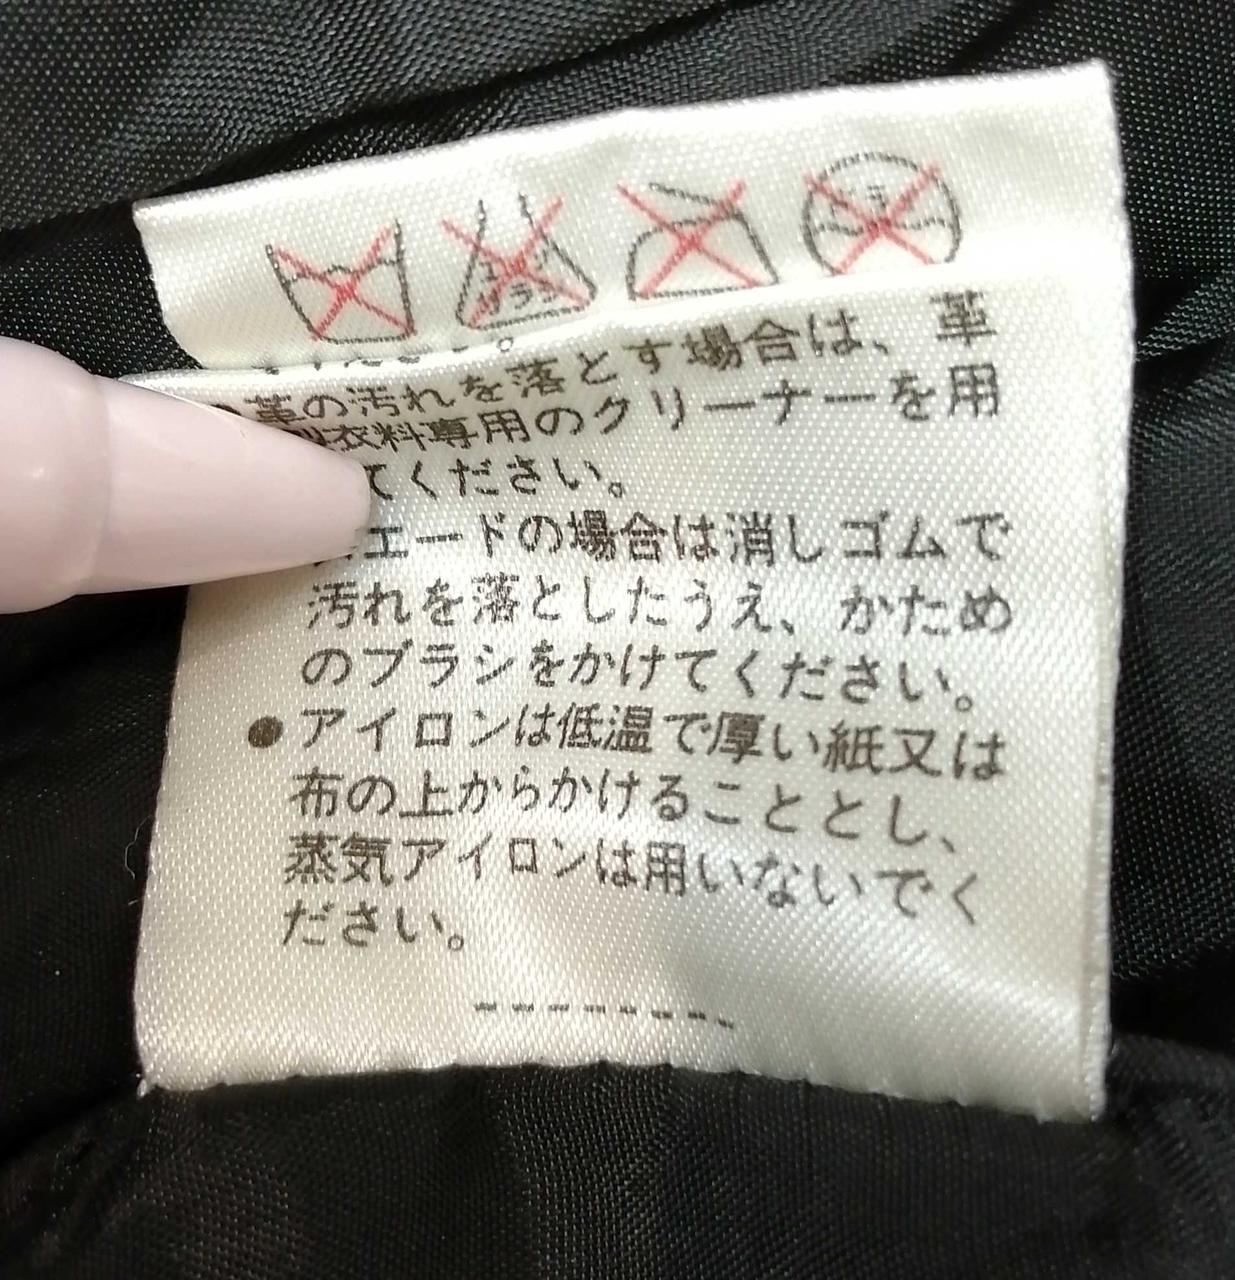 ください。
革の汚れを落とす場合は、革
衣料専用のクリーナーを用
てください。
エードの場合は消しゴムで
汚れを落としたうえ、かため
のブラシをかけてください。
●アイロンは低温で厚い紙又は
布の上からかけることとし、
蒸気アイロンは用いないでく
ださい。
--------